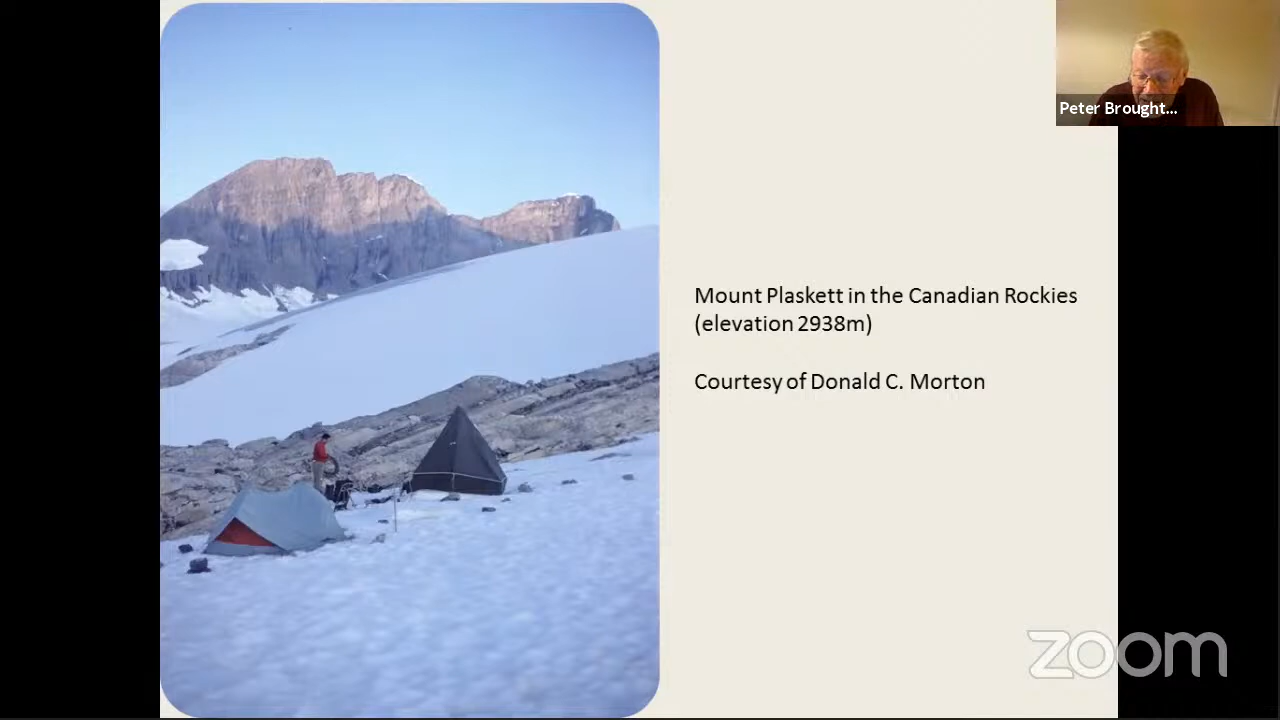 Peter Brought...
Mount Plaskett in the Canadian Rockies
(elevation 2938m)
Courtesy of Donald C. Morton
zoom